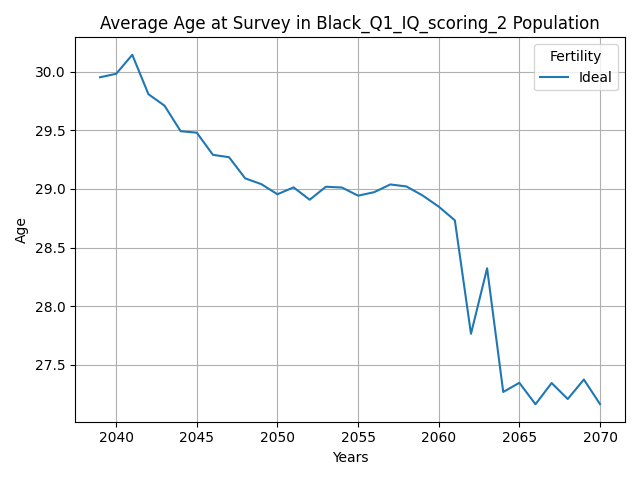 Average Age at Survey in Black_Q1_IQ_scoring_2 Population
Fertility
Ideal
30.0
29.5
29.0
28.5
28.0
27.5
Age
2040 2045 2050 2055 2060 2065 2070
Years